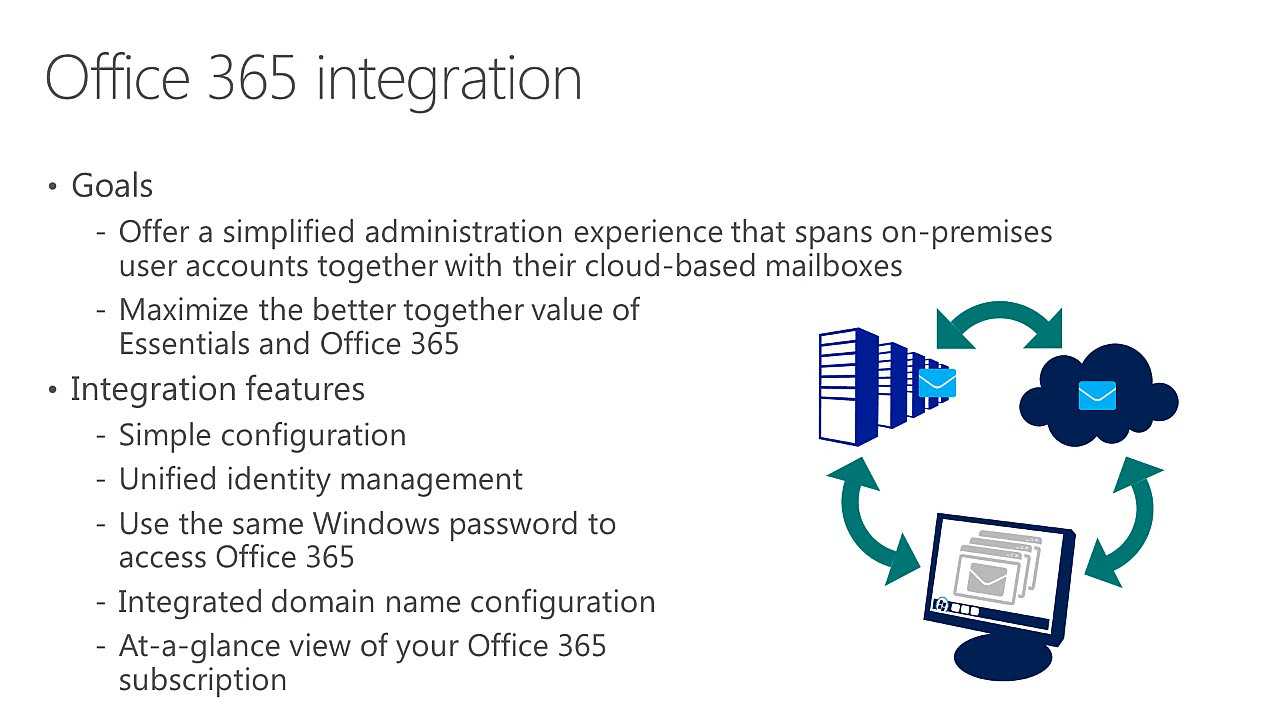 Office 365 integration
• Goals
- Offer a simplified administration experience that spans on-premises
user accounts together with their cloud-based mailboxes
- Maximize the better together value of
Essentials and Office 365
• Integration features
- Simple configuration
- Unified identity management
- Use the same Windows password to
access Office 365
- Integrated domain name configuration
- At-a-glance view of your Office 365
subscription